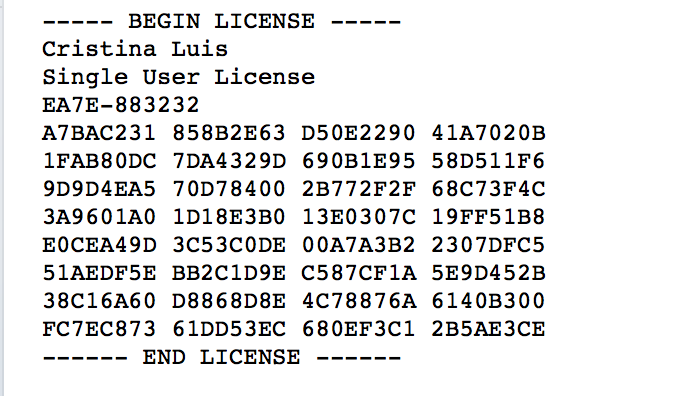 ----- BEGIN LICENSE -----
Cristina Luis
Single User License
EA7E-883232
A7BAC231 858B2E63 D50E2290 41A7020B
1FAB80DC 7DA4329D 690B1E95 58D511F6
9D9D4EA5 70D78400 2B772F2F 68C73F4C
3A9601A0 1D18E3B0 13E0307C 19FF51B8
E0CEA49D 3C53C0DE 00A7A3B2 2307DFC5
51AEDF5E BB2C1D9E C587CF1A 5E9D452B
38C16A60 D8868D8E 4C78876A 6140B300
FC7EC873 61DD53EC 680EF3C1 2B5AE3CE
------ END LICENSE ------